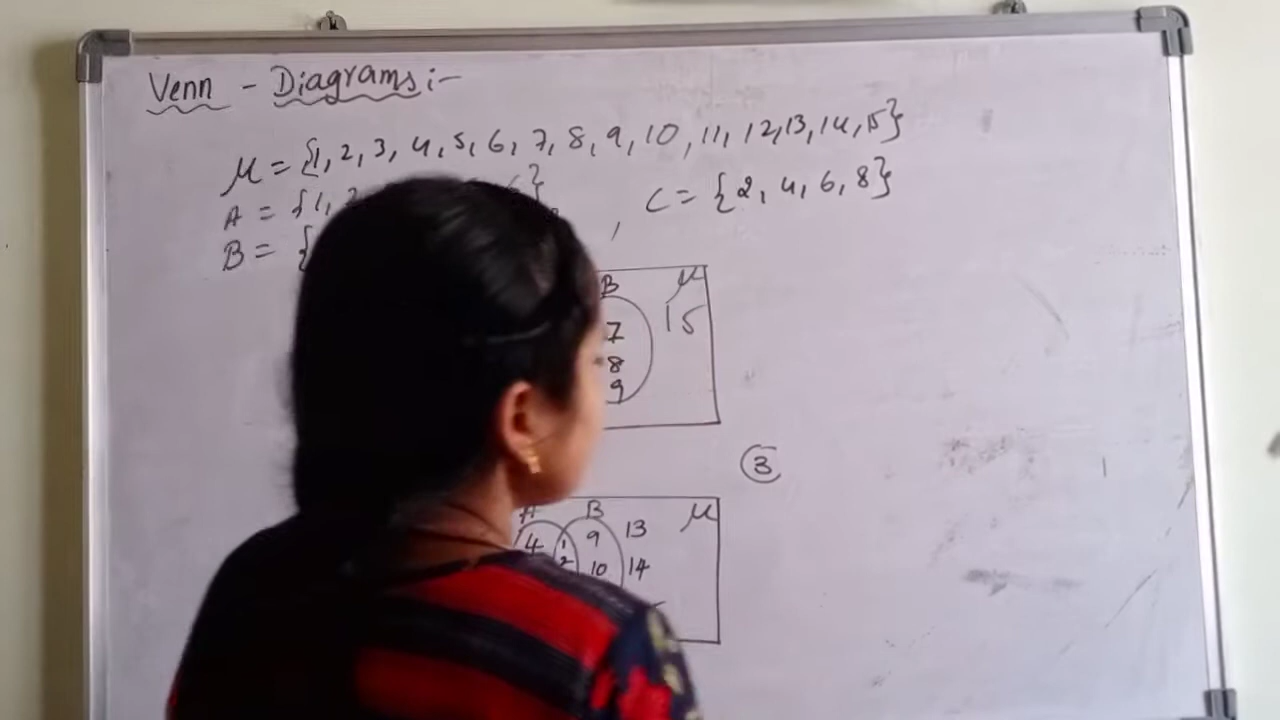 Venn - Diagrams :-
μ = {1, 2, 3, 4, 5, 6, 7, 8, 9, 10, 11, 12, 13, 14, 15}
A = {1, 6}
B = { , C = {2, 4, 6, 8}
B μ
7 15
8
9
3
A B μ
4 1 9 13
2 10 14